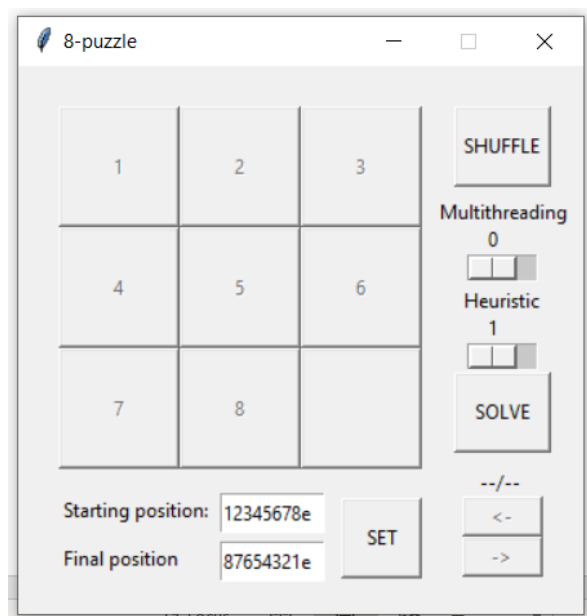 8-puzzle
1 2 3
SHUFFLE
Multithreading
0
4 5 6
Heuristic
1
7 8
SOLVE
--/--
Starting position: 12345678e
<-
SET
Final position 87654321e
->